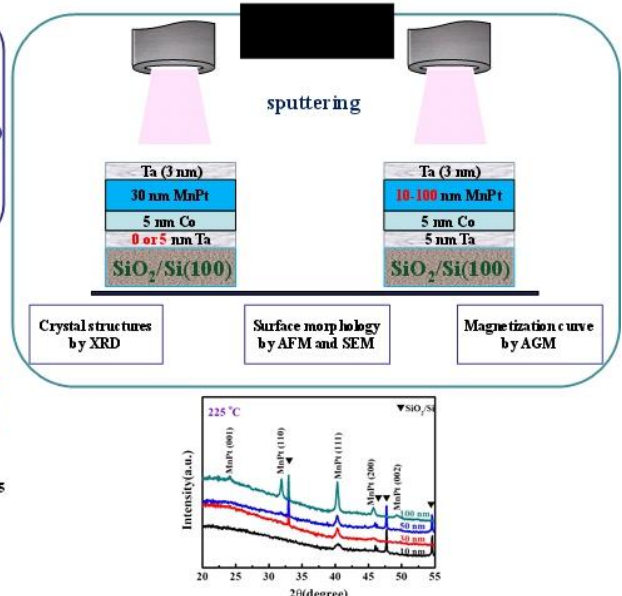 sputtering
Ta (3 nm)
30 nm MnPt
5 nm Co
0 or 5 nm Ta
SiO₂/Si(100)
Ta (3 nm)
10-100 nm MnPt
5 nm Co
5 nm Ta
SiO₂/Si(100)
Crystal structures
by XRD
Surface morphology
by AFM and SEM
Magnetization curve
by AGM
225 °C
▼SiO₂/Si
MnPt (001)
MnPt (110)
MnPt (111)
MnPt (200)
MnPt (002)
100 nm
50 nm
30 nm
10 nm
Intensity(a.u.)
20 25 30 35 40 45 50 55
2θ(degree)
5